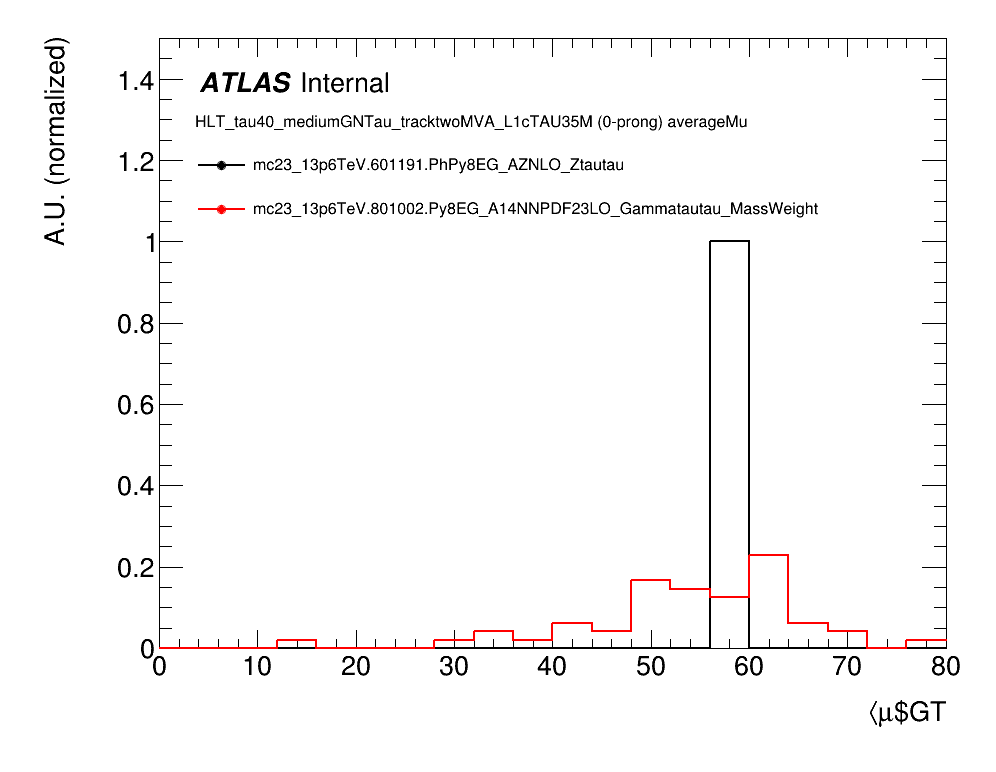 A.U. (normalized)
ATLAS Internal
HLT_tau40_mediumGNTau_tracktwoMVA_L1cTAU35M (0-prong) averageMu
mc23_13p6TeV.601191.PhPy8EG_AZNLO_Ztautau
mc23_13p6TeV.801002.Py8EG_A14NNPDF23LO_Gammatautau_MassWeight
1.4
1.2
1
0.8
0.6
0.4
0.2
0
0 10 20 30 40 50 60 70 80
⟨μ$GT